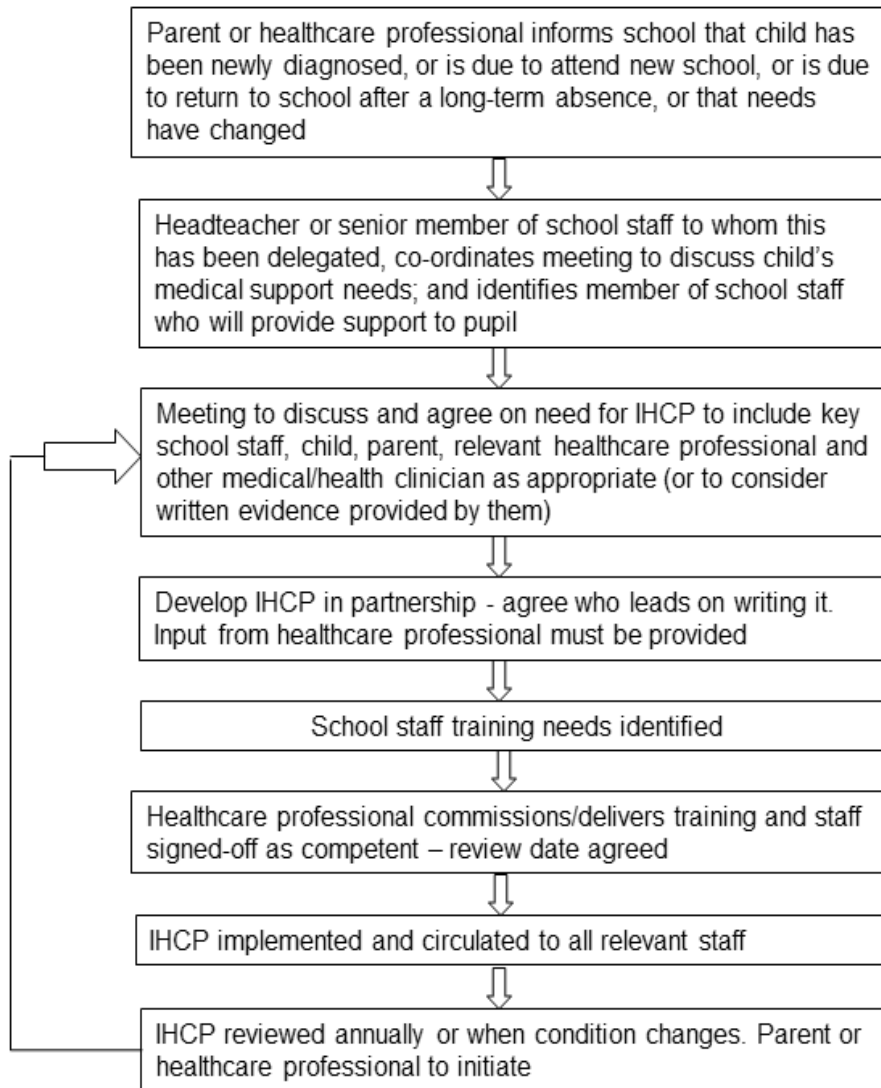 Parent or healthcare professional informs school that child has
been newly diagnosed, or is due to attend new school, or is due
to return to school after a long-term absence, or that needs
have changed
Headteacher or senior member of school staff to whom this
has been delegated, co-ordinates meeting to discuss child's
medical support needs; and identifies member of school staff
who will provide support to pupil
Meeting to discuss and agree on need for IHCP to include key
school staff, child, parent, relevant healthcare professional and
other medical/health clinician as appropriate (or to consider
written evidence provided by them)
Develop IHCP in partnership - agree who leads on writing it.
Input from healthcare professional must be provided
School staff training needs identified
Healthcare professional commissions/delivers training and staff
signed-off as competent – review date agreed
IHCP implemented and circulated to all relevant staff
IHCP reviewed annually or when condition changes. Parent or
healthcare professional to initiate